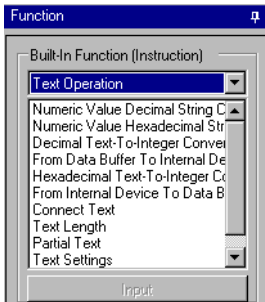 Function
Built-In Function (Instruction)
Text Operation
Numeric Value Decimal String C
Numeric Value Hexadecimal Str
Decimal Text-To-Integer Conver
From Data Buffer To Internal De
Hexadecimal Text-To-Integer Co
From Internal Device To Data B
Connect Text
Text Length
Partial Text
Text Settings
Input